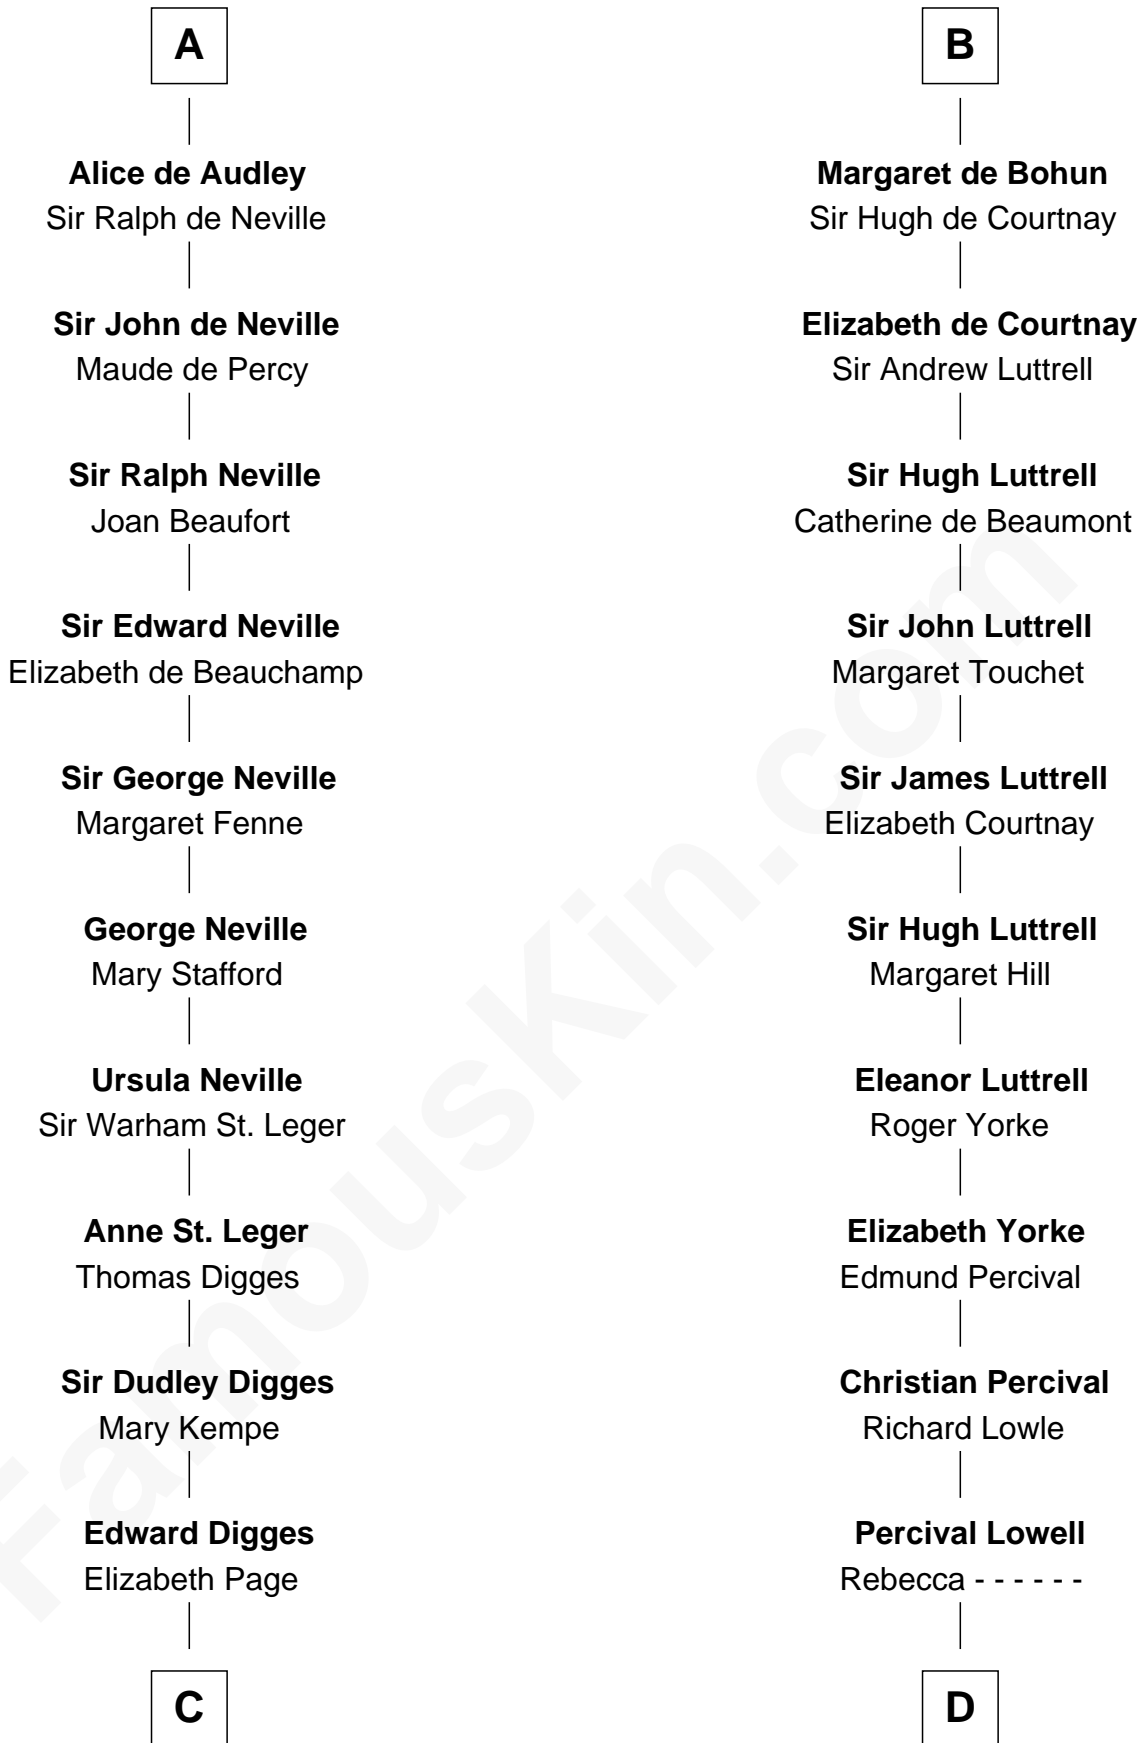 A
Alice de Audley
Sir Ralph de Neville
Sir John de Neville
Maude de Percy
Sir Ralph Neville
Joan Beaufort
Sir Edward Neville
Elizabeth de Beauchamp
Sir George Neville
Margaret Fenne
George Neville
Mary Stafford
Ursula Neville
Sir Warham St. Leger
Anne St. Leger
Thomas Digges
Sir Dudley Digges
Mary Kempe
Edward Digges
Elizabeth Page
C
B
Margaret de Bohun
Sir Hugh de Courtnay
Elizabeth de Courtnay
Sir Andrew Luttrell
Sir Hugh Luttrell
Catherine de Beaumont
Sir John Luttrell
Margaret Touchet
Sir James Luttrell
Elizabeth Courtnay
Sir Hugh Luttrell
Margaret Hill
Eleanor Luttrell
Roger Yorke
Elizabeth Yorke
Edmund Percival
Christian Percival
Richard Lowle
Percival Lowell
Rebecca - - - - - -
D
FamousKin.com